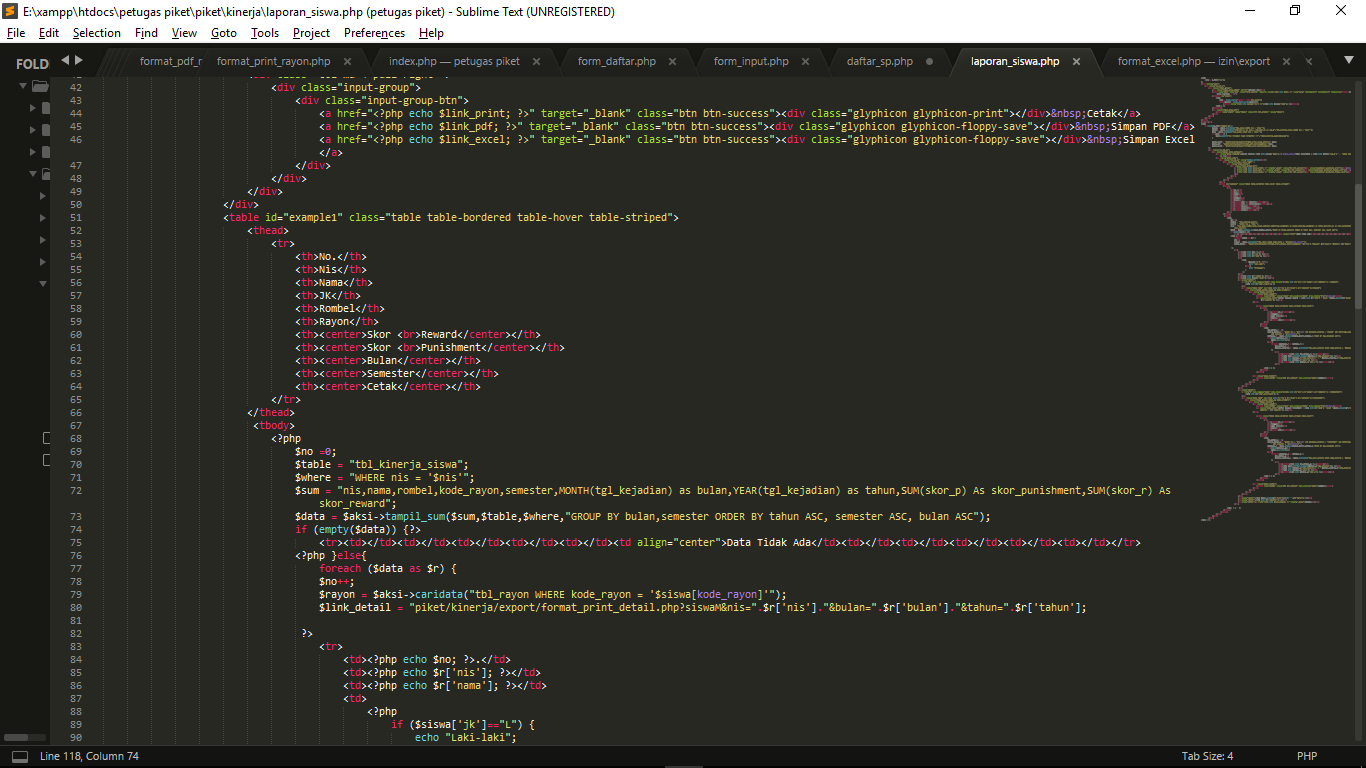 E:\xampp\htdocs\petugas piket\piket\kinerja\laporan_siswa.php (petugas piket) - Sublime Text (UNREGISTERED)
File Edit Selection Find View Goto Tools Project Preferences Help
FOLD
format_pdf_r format_print_rayon.php × index.php — petugas piket × form_daftar.php × form_input.php × daftar_sp.php ● laporan_siswa.php × format_excel.php — izin\export × ×
42 <div class="input-group">
43 <div class="input-group-btn">
44 <a href="<?php echo $link_print; ?>" target="_blank" class="btn btn-success"><div class="glyphicon glyphicon-print"></div>&nbsp;Cetak</a>
45 <a href="<?php echo $link_pdf; ?>" target="_blank" class="btn btn-success"><div class="glyphicon glyphicon-floppy-save"></div>&nbsp;Simpan PDF</a>
46 <a href="<?php echo $link_excel; ?>" target="_blank" class="btn btn-success"><div class="glyphicon glyphicon-floppy-save"></div>&nbsp;Simpan Excel
</a>
47 </div>
48 </div>
49 </div>
50 </div>
51 <table id="example1" class="table table-bordered table-hover table-striped">
52 <thead>
53 <tr>
54 <th>No.</th>
55 <th>Nis</th>
56 <th>Nama</th>
57 <th>JK</th>
58 <th>Rombel</th>
59 <th>Rayon</th>
60 <th><center>Skor <br>Reward</center></th>
61 <th><center>Skor <br>Punishment</center></th>
62 <th><center>Bulan</center></th>
63 <th><center>Semester</center></th>
64 <th><center>Cetak</center></th>
65 </tr>
66 </thead>
67 <tbody>
68 <?php
69 $no =0;
70 $table = "tbl_kinerja_siswa";
71 $where = "WHERE nis = '$nis'";
72 $sum = "nis,nama,rombel,kode_rayon,semester,MONTH(tgl_kejadian) as bulan,YEAR(tgl_kejadian) as tahun,SUM(skor_p) As skor_punishment,SUM(skor_r) As
skor_reward";
73 $data = $aksi->tampil_sum($sum,$table,$where,"GROUP BY bulan,semester ORDER BY tahun ASC, semester ASC, bulan ASC");
74 if (empty($data)) {?>
75 <tr><td></td><td></td><td></td><td></td><td></td><td align="center">Data Tidak Ada</td><td></td><td></td><td></td><td></td><td></td></tr>
76 <?php }else{
77 foreach ($data as $r) {
78 $no++;
79 $rayon = $aksi->caridata("tbl_rayon WHERE kode_rayon = '$siswa[kode_rayon]'");
80 $link_detail = "piket/kinerja/export/format_print_detail.php?siswaM&nis=".$r['nis']."&bulan=".$r['bulan']."&tahun=".$r['tahun'];
81
82 ?>
83 <tr>
84 <td><?php echo $no; ?>.</td>
85 <td><?php echo $r['nis']; ?></td>
86 <td><?php echo $r['nama']; ?></td>
87 <td>
88 <?php
89 if ($siswa['jk']=="L") {
90 echo "Laki-laki";
Line 118, Column 74
Tab Size: 4
PHP